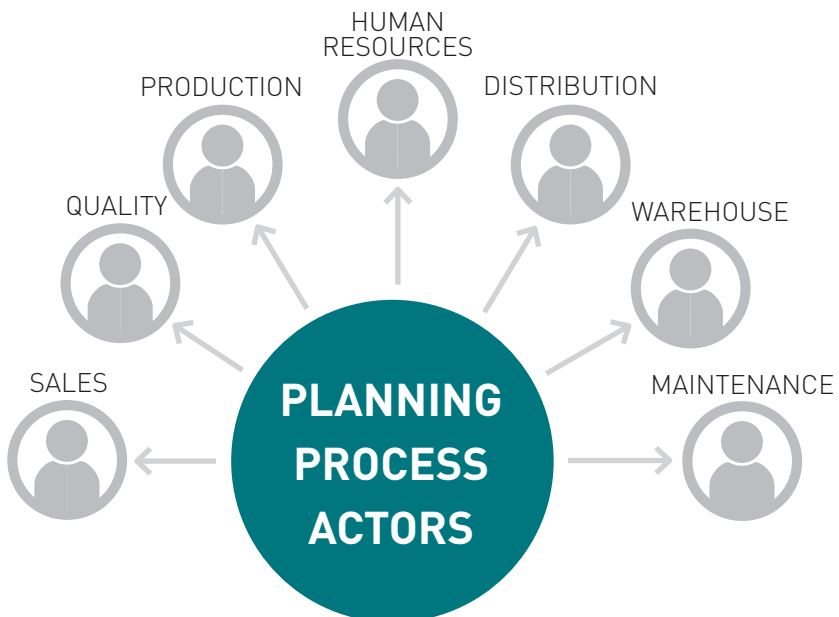 HUMAN
RESOURCES
PRODUCTION
DISTRIBUTION
QUALITY
WAREHOUSE
SALES
MAINTENANCE
PLANNING
PROCESS
ACTORS